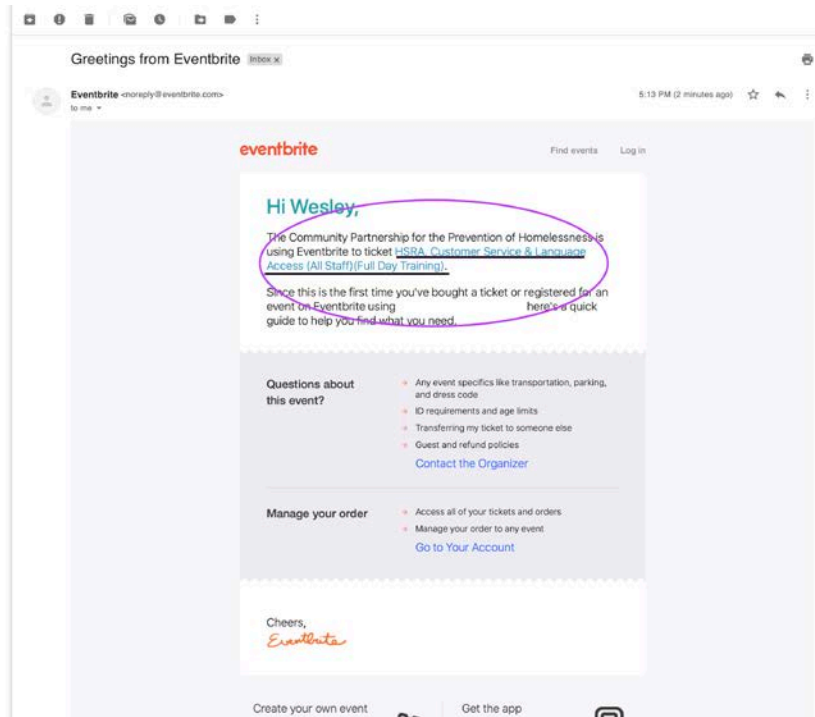 Greetings from Eventbrite Inbox x
Eventbrite <noreply@eventbrite.com> 5:13 PM (2 minutes ago)
to me
eventbrite Find events Log in
Hi Wesley,
The Community Partnership for the Prevention of Homelessness is
using Eventbrite to ticket HSRA, Customer Service & Language
Access (All Staff)(Full Day Training).
Since this is the first time you've bought a ticket or registered for an
event on Eventbrite using here's a quick
guide to help you find what you need.
Questions about
this event?
Any event specifics like transportation, parking,
and dress code
ID requirements and age limits
Transferring my ticket to someone else
Guest and refund policies
Contact the Organizer
Manage your order
Access all of your tickets and orders
Manage your order to any event
Go to Your Account
Cheers,
Eventbrite
Create your own event Get the app